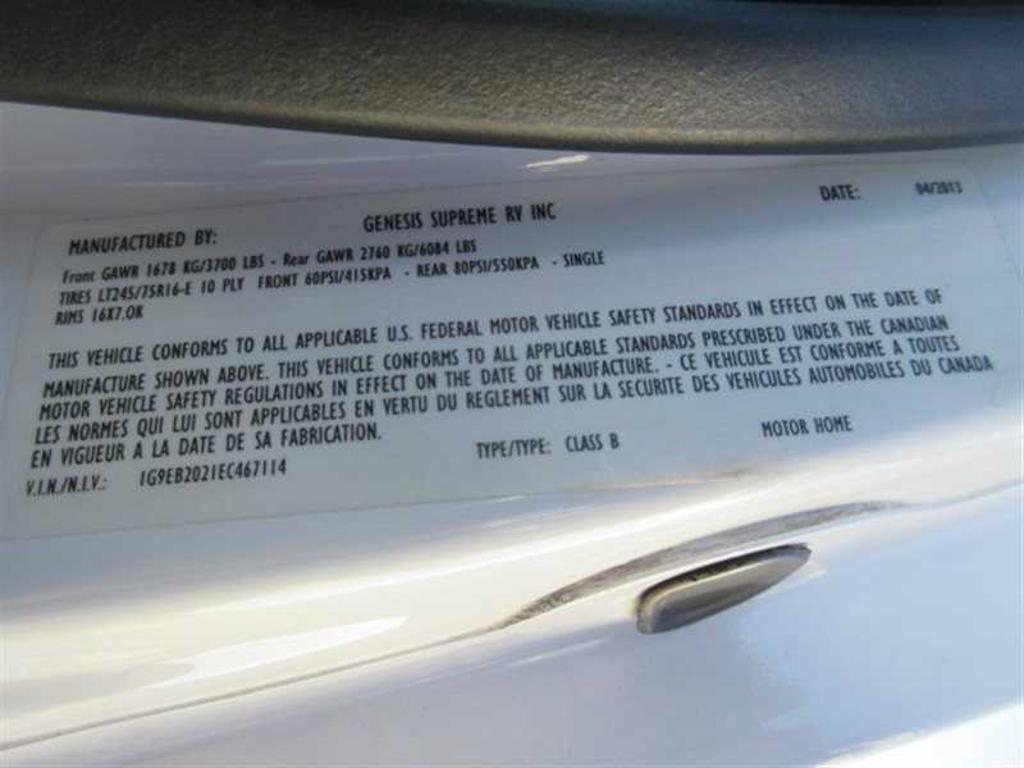 MANUFACTURED BY: GENESIS SUPREME RV INC DATE: 04/2013
Front GAWR 1678 KG/3700 LBS - Rear GAWR 2760 KG/6084 LBS
TIRES LT245/75R16-E 10 PLY FRONT 60PSI/415KPA - REAR 80PSI/550KPA - SINGLE
RIMS 16X7.0K
THIS VEHICLE CONFORMS TO ALL APPLICABLE U.S. FEDERAL MOTOR VEHICLE SAFETY STANDARDS IN EFFECT ON THE DATE OF
MANUFACTURE SHOWN ABOVE. THIS VEHICLE CONFORMS TO ALL APPLICABLE STANDARDS PRESCRIBED UNDER THE CANADIAN
MOTOR VEHICLE SAFETY REGULATIONS IN EFFECT ON THE DATE OF MANUFACTURE. - CE VEHICULE EST CONFORME A TOUTES
LES NORMES QUI LUI SONT APPLICABLES EN VERTU DU REGLEMENT SUR LA SECURITE DES VEHICULES AUTOMOBILES DU CANADA
EN VIGUEUR A LA DATE DE SA FABRICATION.
V.I.N./N.I.V.: 1G9EB2021EC467114 TYPE/TYPE: CLASS B MOTOR HOME